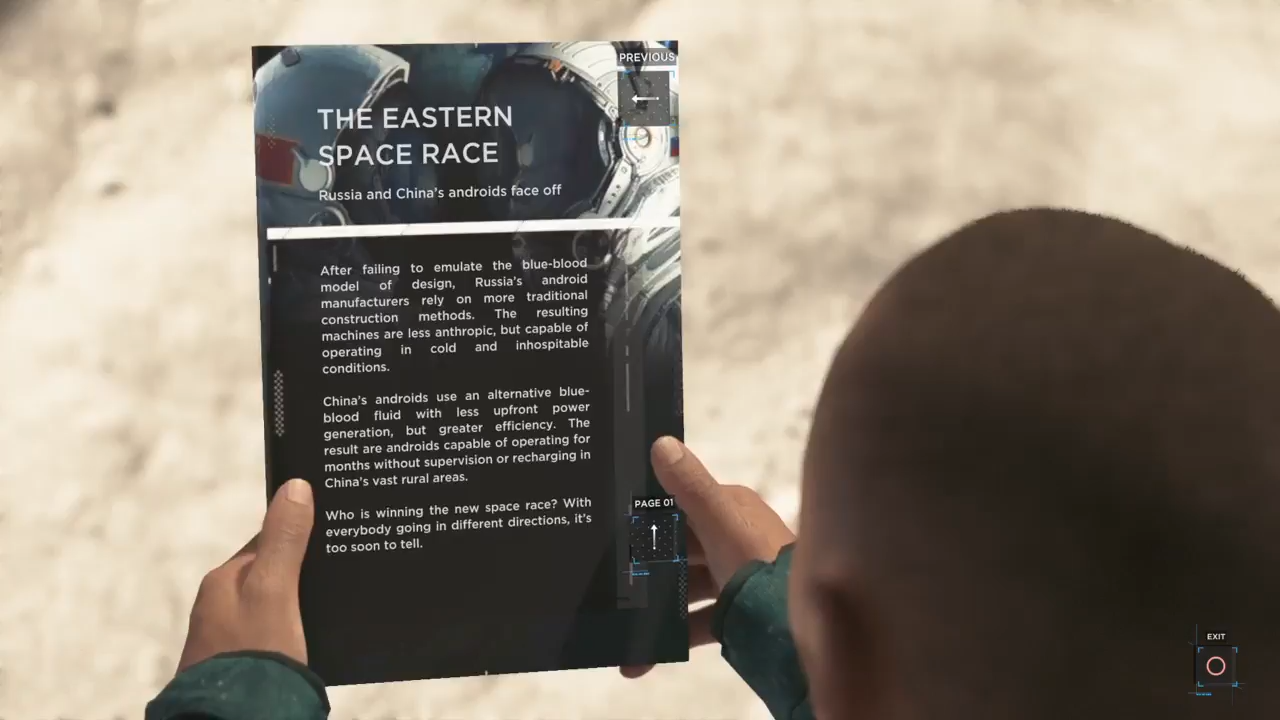 PREVIOUS
THE EASTERN
SPACE RACE
Russia and China's androids face off
After failing to emulate the blue-blood
model of design, Russia's android
manufacturers rely on more traditional
construction methods. The resulting
machines are less anthropic, but capable of
operating in cold and inhospitable
conditions.
China's androids use an alternative blue-
blood fluid with less upfront power
generation, but greater efficiency. The
result are androids capable of operating for
months without supervision or recharging in
China's vast rural areas.
Who is winning the new space race? With
everybody going in different directions, it's
too soon to tell.
PAGE 01
EXIT